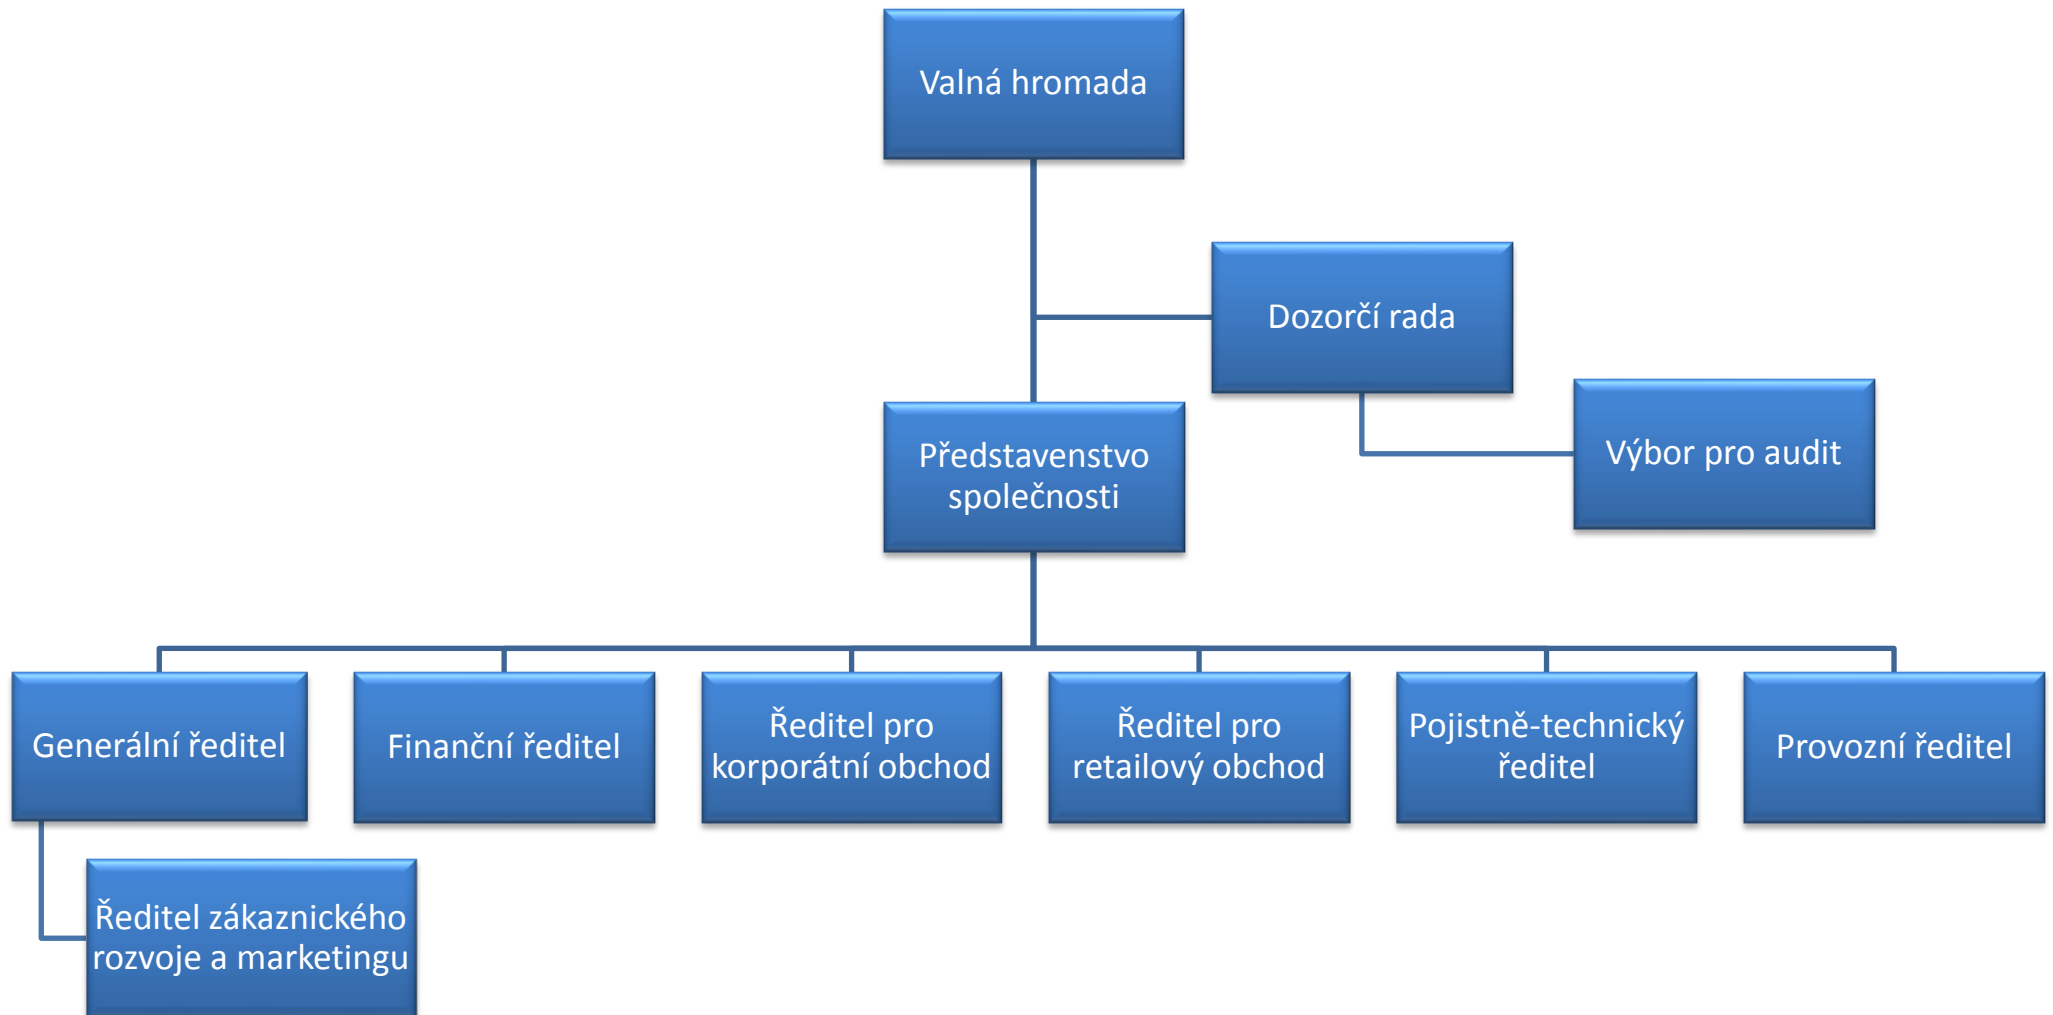 Valná hromada
Dozorčí rada
Výbor pro audit
Představenstvo
společnosti
Generální ředitel
Finanční ředitel
Ředitel pro
korporátní obchod
Ředitel pro
retailový obchod
Pojistně-technický
ředitel
Provozní ředitel
Ředitel zákaznického
rozvoje a marketingu